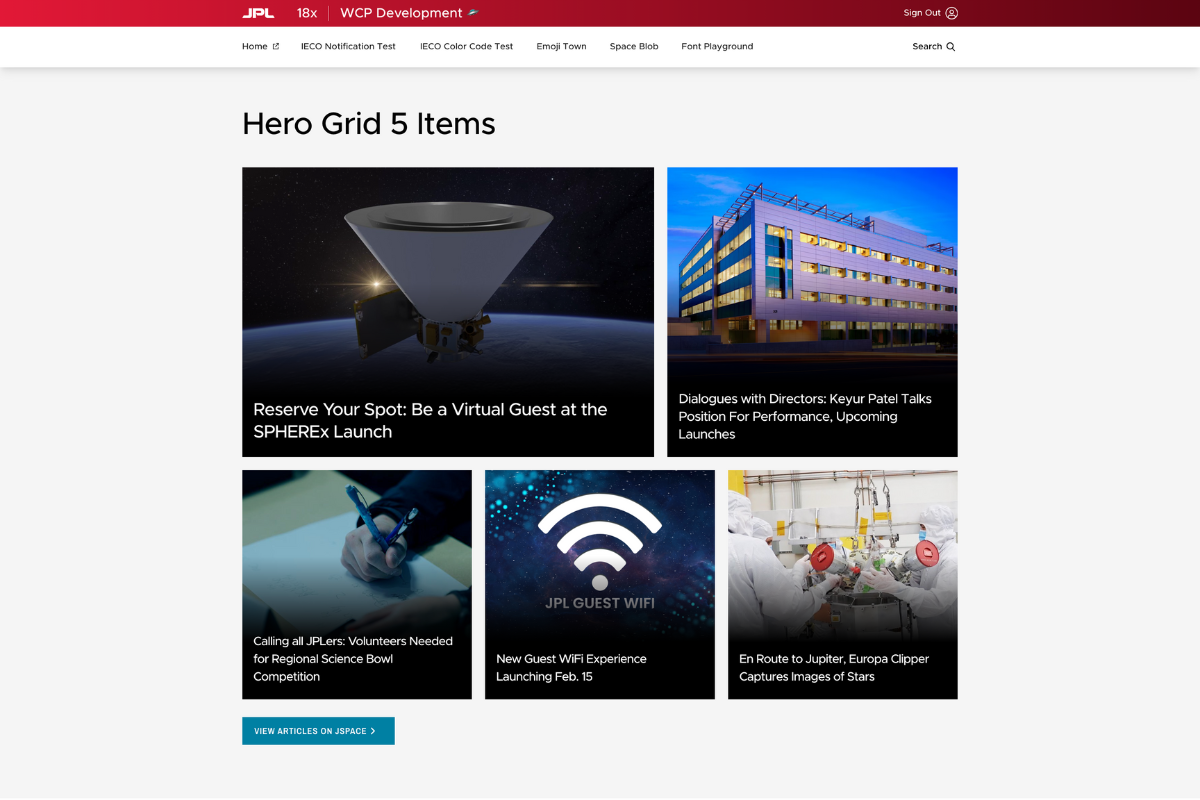 JPL 18x WCP Development Sign Out
Home IECO Notification Test IECO Color Code Test Emoji Town Space Blob Font Playground Search
Hero Grid 5 Items
Reserve Your Spot: Be a Virtual Guest at the
SPHEREx Launch
Dialogues with Directors: Keyur Patel Talks
Position For Performance, Upcoming
Launches
Calling all JPLers: Volunteers Needed
for Regional Science Bowl
Competition
JPL GUEST WIFI
New Guest WiFi Experience
Launching Feb. 15
En Route to Jupiter, Europa Clipper
Captures Images of Stars
VIEW ARTICLES ON JSPACE